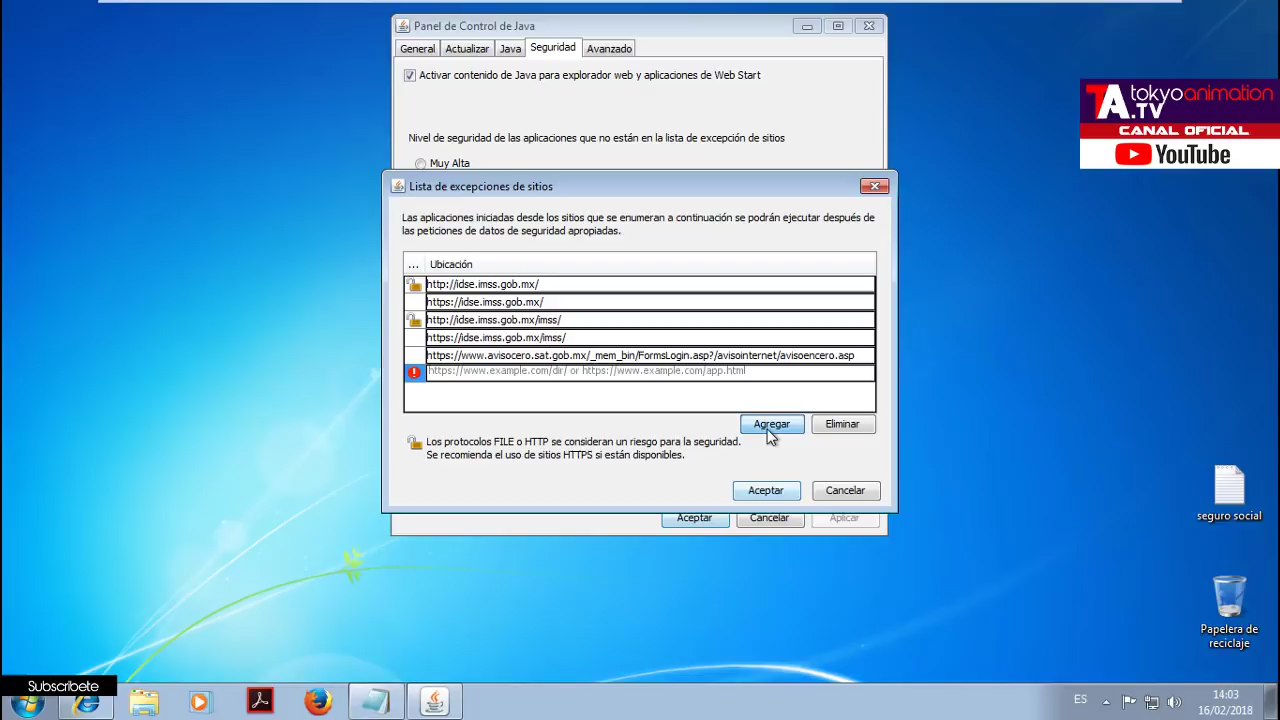 Panel de Control de Java
General Actualizar Java Seguridad Avanzado
Activar contenido de Java para explorador web y aplicaciones de Web Start
Nivel de seguridad de las aplicaciones que no están en la lista de excepción de sitios
Muy Alta
Lista de excepciones de sitios
Las aplicaciones iniciadas desde los sitios que se enumeran a continuación se podrán ejecutar después de
las peticiones de datos de seguridad apropiadas.
... Ubicación
http://idse.imss.gob.mx/
https://idse.imss.gob.mx/
http://idse.imss.gob.mx/imss/
https://idse.imss.gob.mx/imss/
https://www.avisocero.sat.gob.mx/_mem_bin/FormsLogin.asp?/avisointernet/avisoencero.asp
https://www.example.com/dir/ or https://www.example.com/app.html
Agregar Eliminar
Los protocolos FILE o HTTP se consideran un riesgo para la seguridad.
Se recomienda el uso de sitios HTTPS si están disponibles.
Aceptar Cancelar
Aceptar Cancelar Aplicar
TA.TV tokyoanimation
CANAL OFICIAL
YouTube
seguro social
Papelera de
reciclaje
Subscribete
ES
14:03
16/02/2018